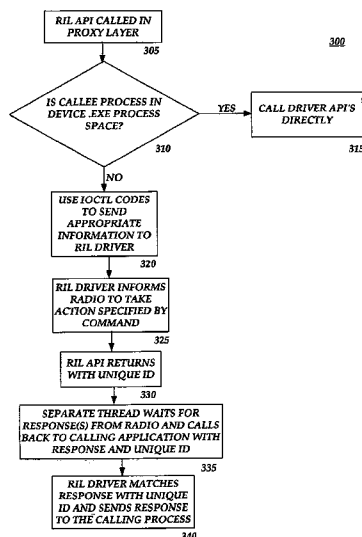 RIL API CALLED IN
PROXY LAYER
305
300
IS CALLEE PROCESS IN
DEVICE .EXE PROCESS
SPACE?
310
YES
CALL DRIVER API'S
DIRECTLY
315
NO
USE IOCTL CODES
TO SEND
APPROPRIATE
INFORMATION TO
RIL DRIVER
320
RIL DRIVER INFORMS
RADIO TO TAKE
ACTION SPECIFIED BY
COMMAND
325
RIL API RETURNS
WITH UNIQUE ID
330
SEPARATE THREAD WAITS FOR
RESPONSE(S) FROM RADIO AND CALLS
BACK TO CALLING APPLICATION WITH
RESPONSE AND UNIQUE ID
335
RIL DRIVER MATCHES
RESPONSE WITH UNIQUE
ID AND SENDS RESPONSE
TO THE CALLING PROCESS
340